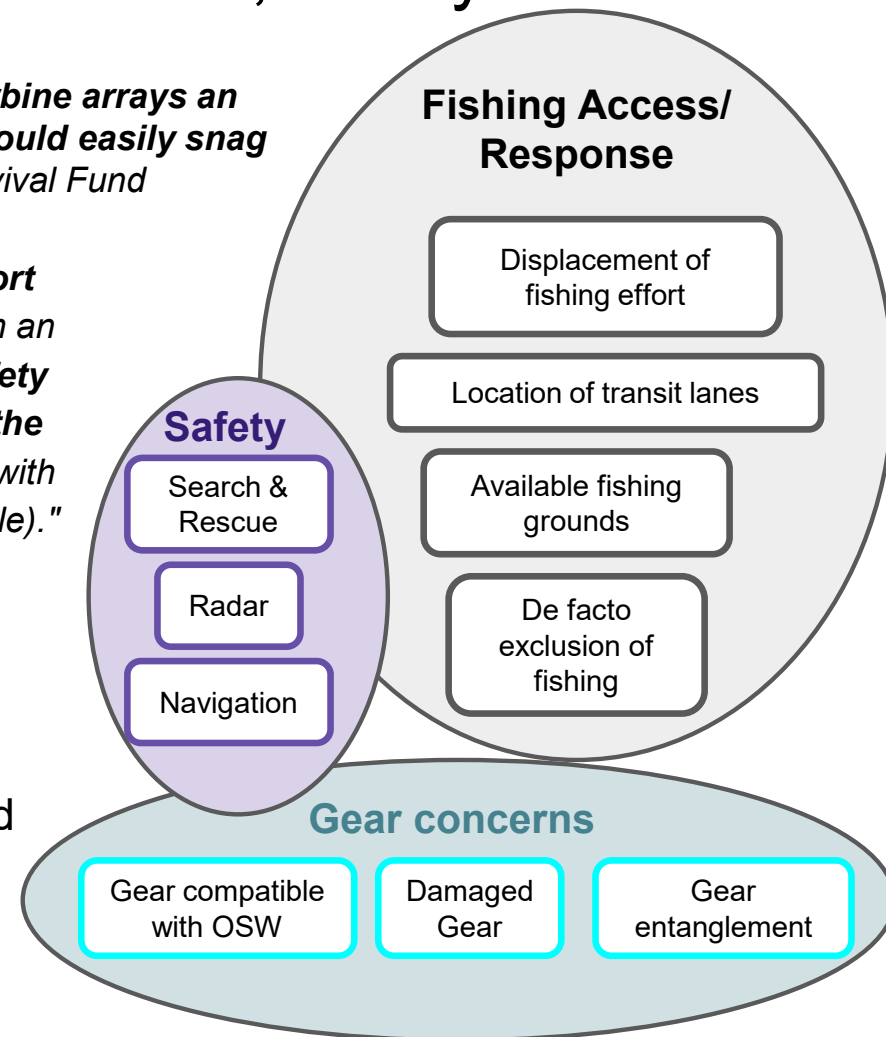 ybine arrays an
ould easily snag
vival Fund
ort
n an
fety
the
with
le)."
d
Fishing Access/
Response
Displacement of
fishing effort
Location of transit lanes
Available fishing
grounds
De facto
exclusion of
fishing
Safety
Search &
Rescue
Radar
Navigation
Gear concerns
Gear compatible
with OSW
Damaged
Gear
Gear
entanglement